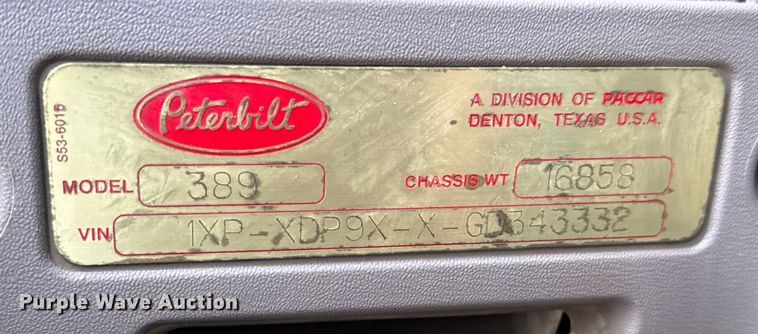 Peterbilt
A DIVISION OF PACCAR
DENTON, TEXAS U.S.A.
S53-6010
MODEL 389
CHASSIS WT 16858
VIN 1XP-XDP9X-X-GD343332
Purple Wave Auction